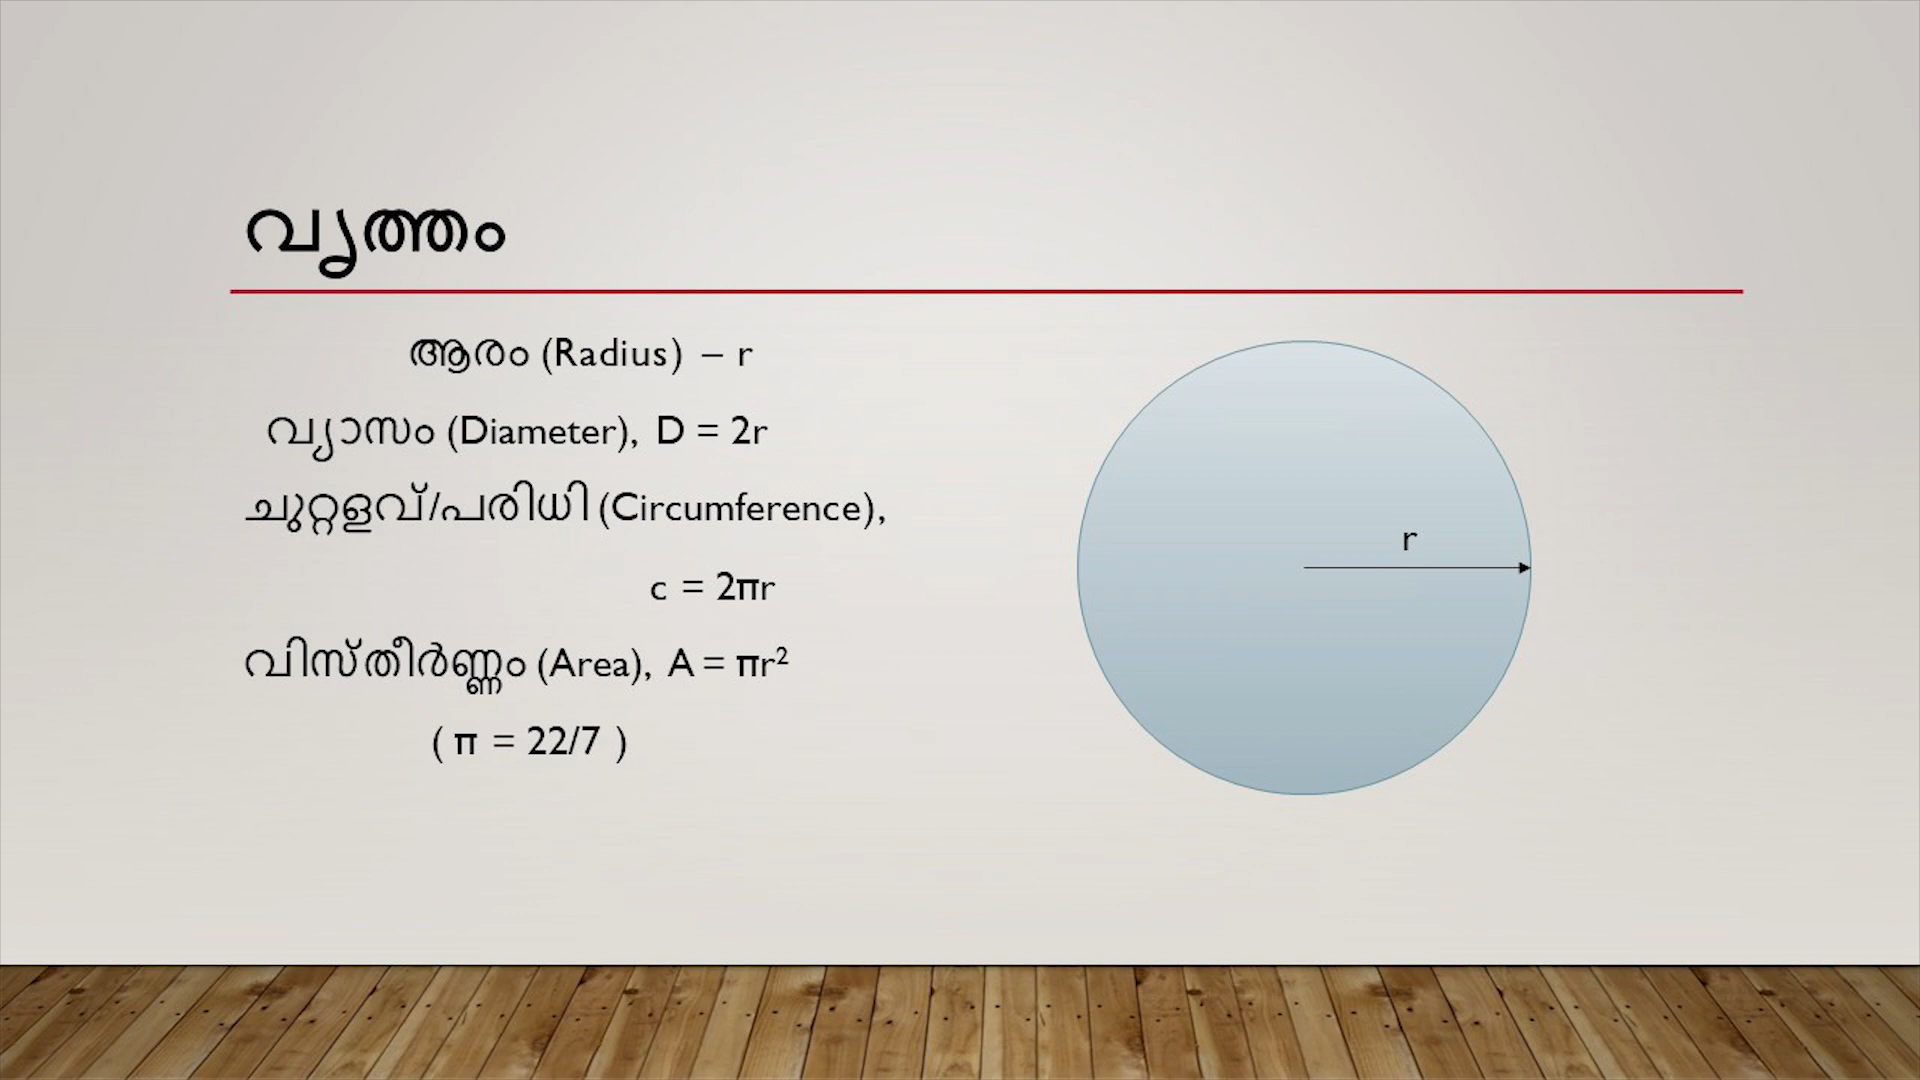 വൃത്തം
ആരം (Radius) – r
വ്യാസം (Diameter), D = 2r
ചുറ്റളവ്/പരിധി (Circumference),
c = 2πr
വിസ്തീർണ്ണം (Area), A = πr²
( π = 22/7 )
r